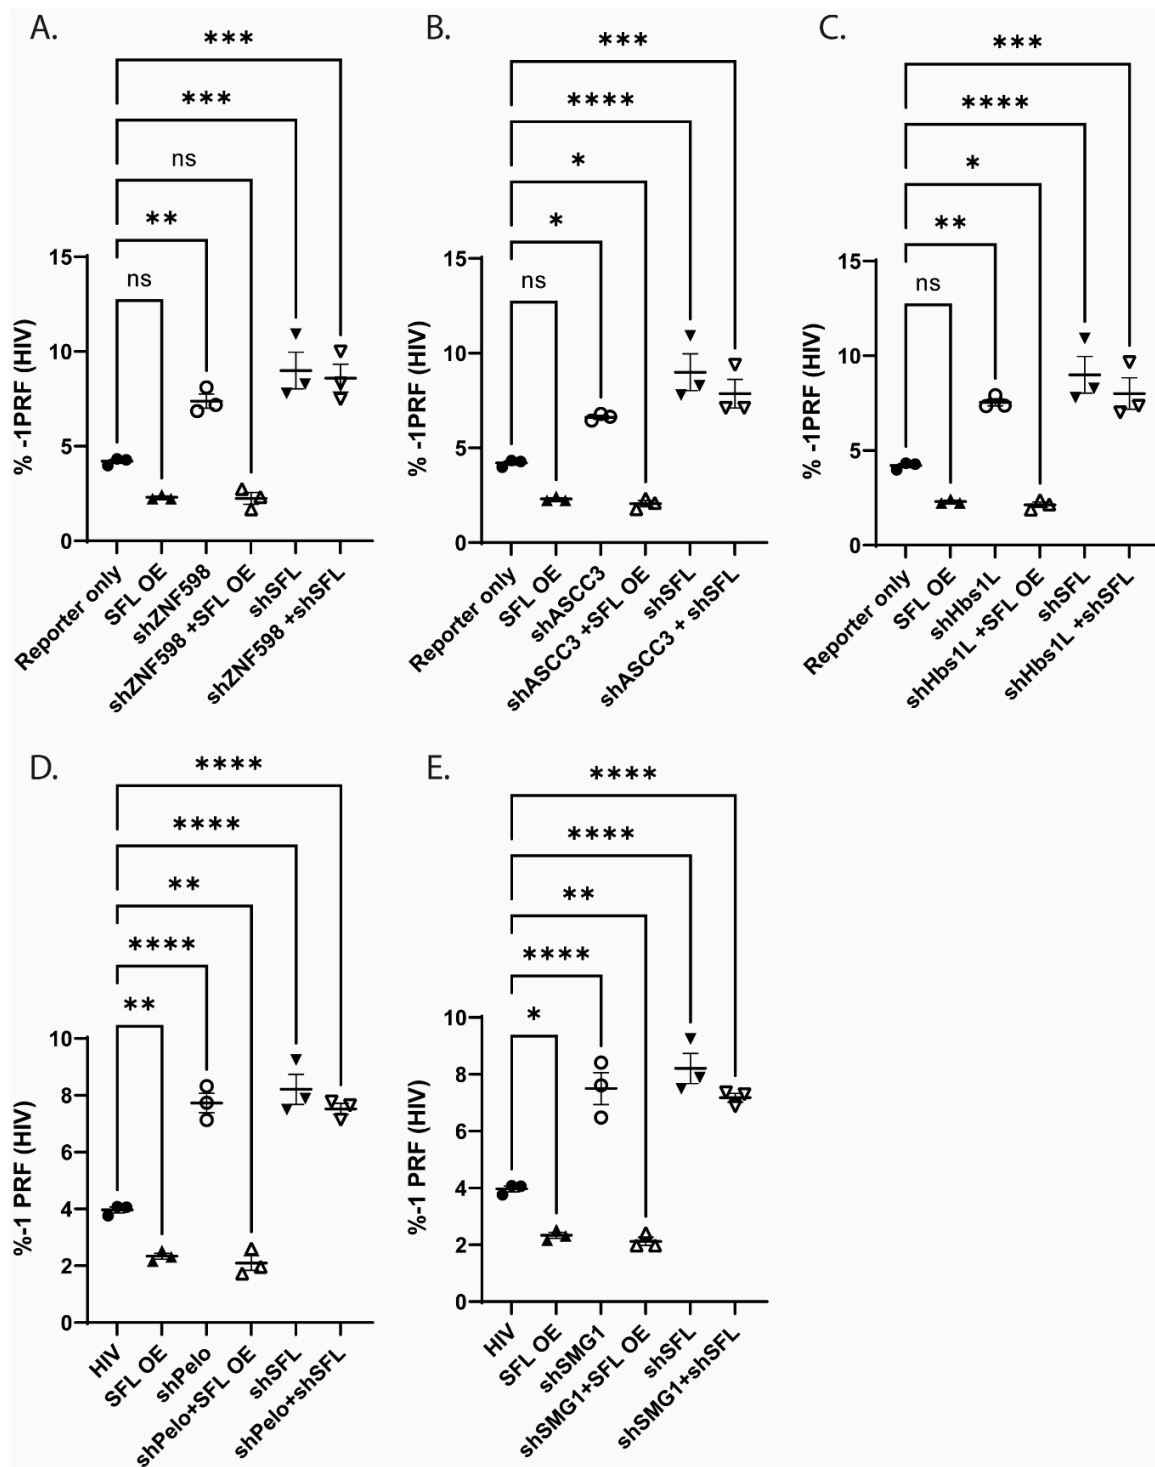 A.
***
***
ns
**
ns
15
10
5
0
% -1PRF (HIV)
Reporter only
SFL OE
shZNF598
shZNF598 +SFL OE
shSFL
shZNF598 +shSFL
B.
***
****
*
*
ns
15
10
5
0
% -1PRF (HIV)
Reporter only
SFL OE
shASCC3
shASCC3 +SFL OE
shSFL
shASCC3 + shSFL
C.
***
****
*
**
ns
15
10
5
0
% -1PRF (HIV)
Reporter only
SFL OE
shHbs1L
shHbs1L +SFL OE
shSFL
shHbs1L +shSFL
D.
****
****
**
****
**
10
8
6
4
2
0
%-1 PRF (HIV)
HIV
SFL OE
shPelo
shPelo+SFL OE
shSFL
shPelo+shSFL
E.
****
****
**
****
*
10
8
6
4
2
0
%-1 PRF (HIV)
HIV
SFL OE
shSMG1
shSMG1+SFL OE
shSFL
shSMG1+shSFL